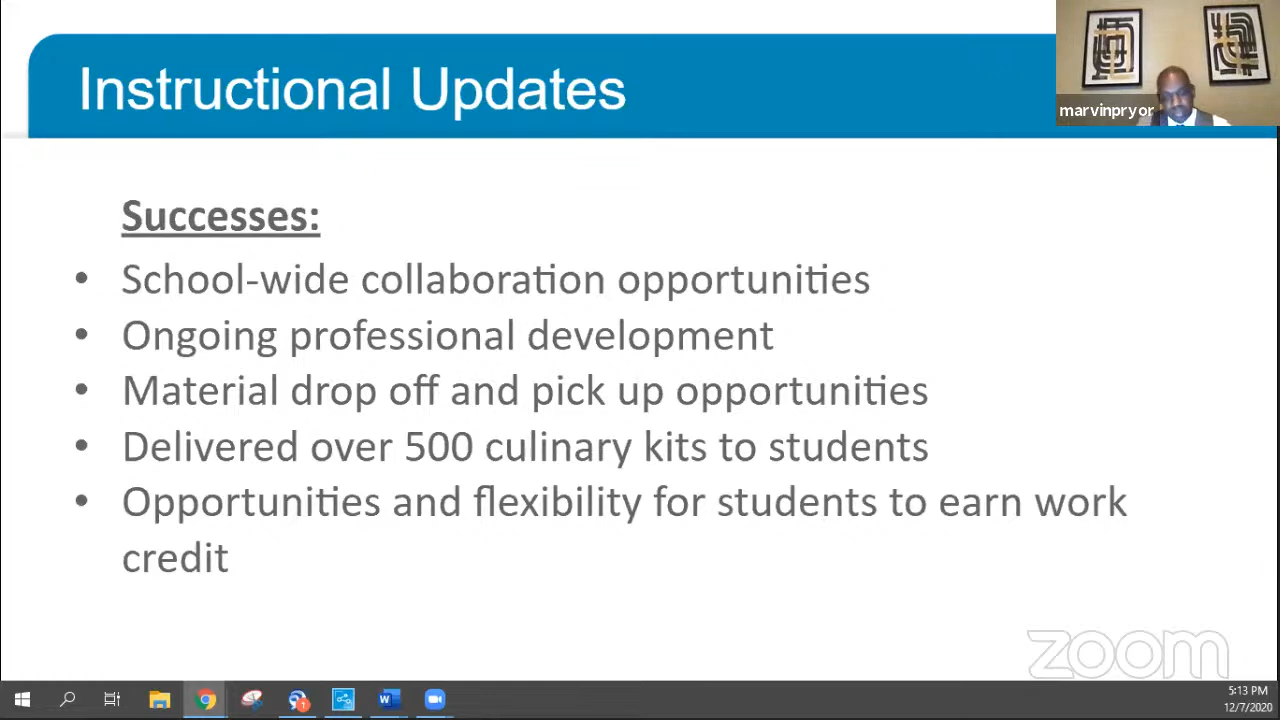 Instructional Updates
marvinpryor
Successes:
• School-wide collaboration opportunities
• Ongoing professional development
• Material drop off and pick up opportunities
• Delivered over 500 culinary kits to students
• Opportunities and flexibility for students to earn work
credit
zoom
5:13 PM
12/7/2020